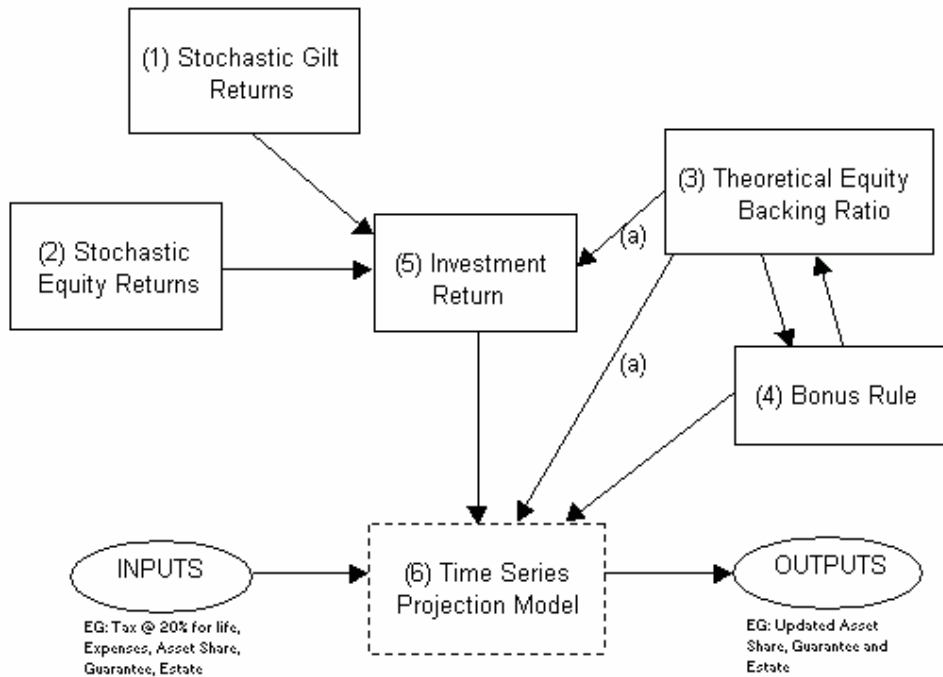 (1) Stochastic Gilt
Returns
(2) Stochastic
Equity Returns
(3) Theoretical Equity
Backing Ratio
(a)
(5) Investment
Return
(a)
(4) Bonus Rule
INPUTS
EG: Tax @ 20% for life,
Expenses, Asset Share,
Guarantee, Estate
(6) Time Series
Projection Model
OUTPUTS
EG: Updated Asset
Share, Guarantee and
Estate